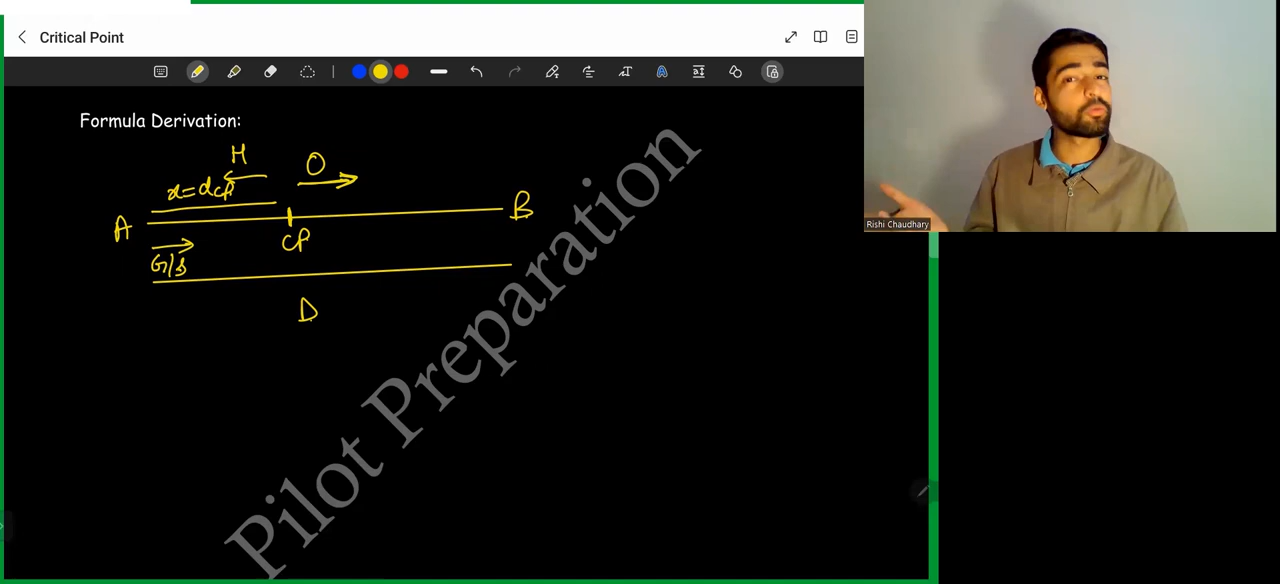 Critical Point
Formula Derivation:
H
O
x=dcp
A
B
CP
G/S
D
Pilot Preparation
Rishi Chaudhary